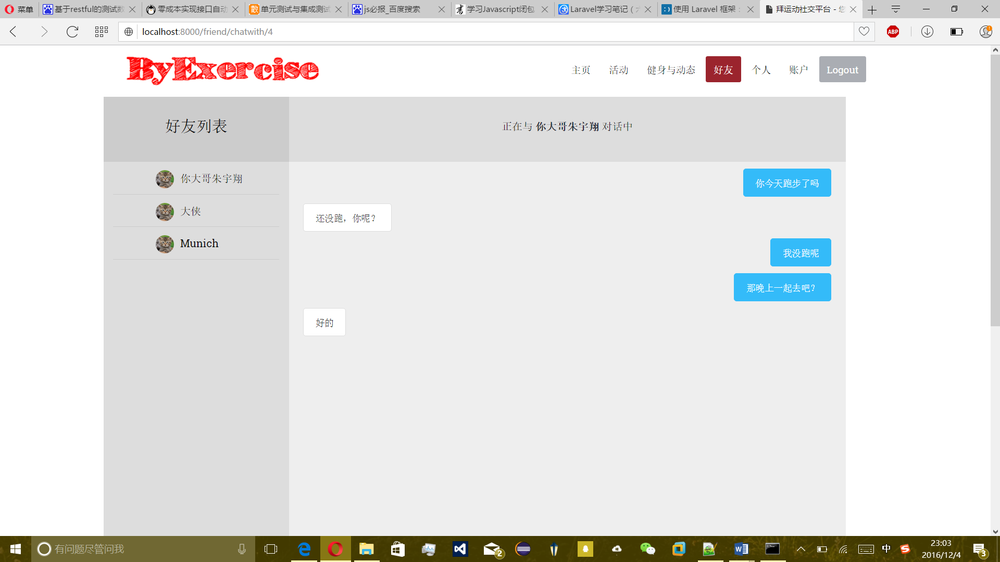 菜单
基于restful的测试数
零成本实现接口自动
单元测试与集成测试
js必报_百度搜索
学习Javascript闭包
Laravel学习笔记（
使用 Laravel 框架：
拜运动社交平台 - 您
localhost:8000/friend/chatwith/4
ABP
ByExercise
主页 活动 健身与动态 好友 个人 账户 Logout
好友列表
正在与 你大哥朱宇翔 对话中
你大哥朱宇翔
大侠
Munich
你今天跑步了吗
还没跑，你呢？
我没跑呢
那晚上一起去吧？
好的
有问题尽管问我
2
中
23:03
2016/12/4
3